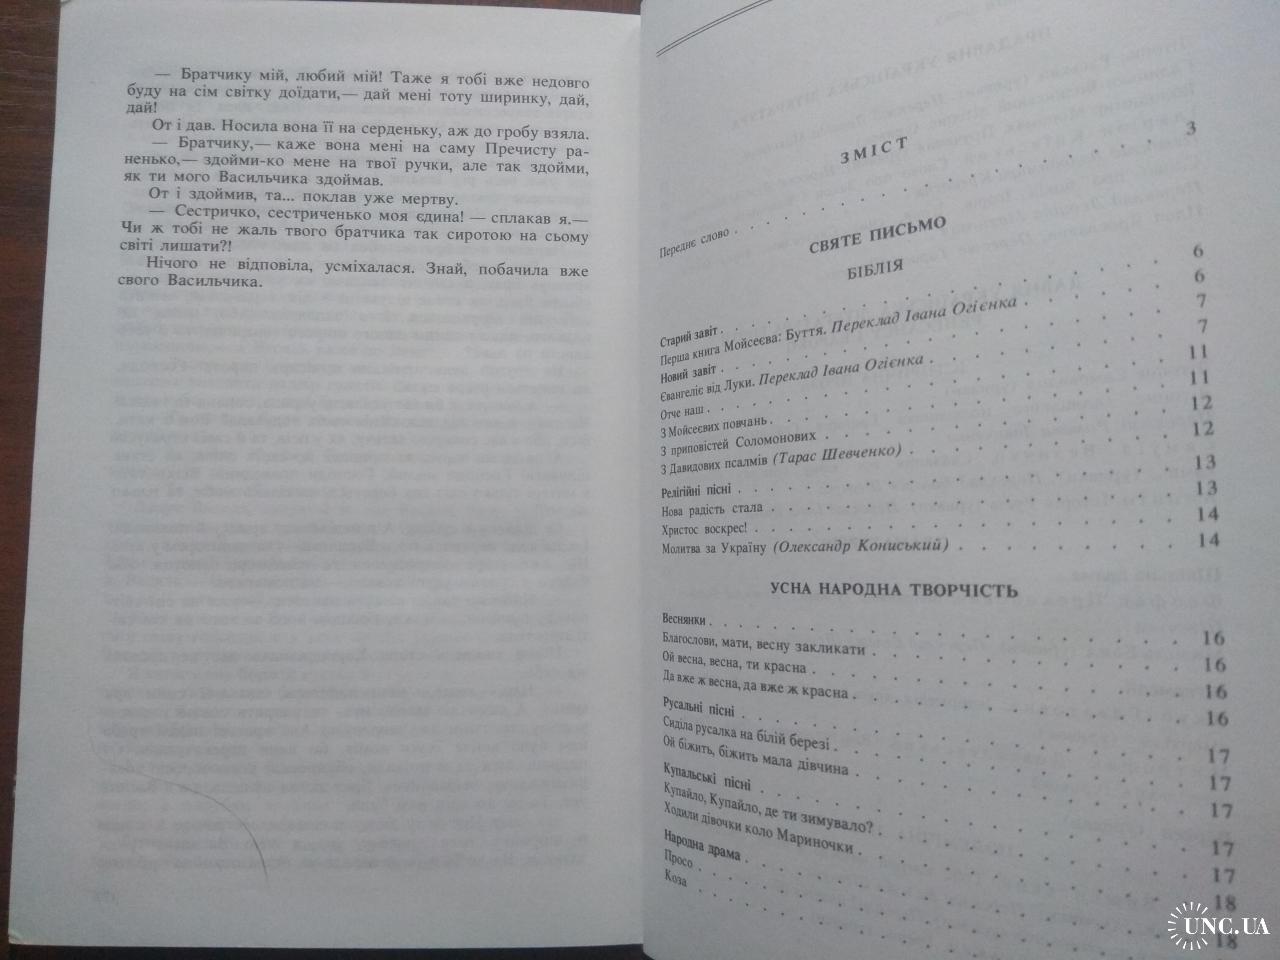 — Братчику мій, любий мій! Таже я тобі вже недовго
буду на сім світку доїдати,— дай мені тоту ширинку, дай,
дай!
От і дав. Носила вона її на серденьку, аж до гробу взяла.
— Братчику,— каже вона мені на саму Пречисту ра-
ненько,— здойми-ко мене на твої ручки, але так здойми,
як ти мого Васильчика здоймав.
От і здоймив, та... поклав уже мертву.
— Сестричко, сестриченько моя єдина! — сплакав я.—
Чи ж тобі не жаль твого братчика так сиротою на сьому
світі лишати?!
Нічого не відповіла, усміхалася. Знай, побачила вже
свого Васильчика.
ЗМІСТ
Переднє слово . . . . . . . . . . . . 3
СВЯТЕ ПИСЬМО
БІБЛІЯ
Старий завіт . . . . . . . . . . . . 6
Перша книга Мойсеєва: Буття. Переклад Івана Огієнка . . . . . . 6
Новий завіт . . . . . . . . . . . . 7
Євангеліє від Луки. Переклад Івана Огієнка . . . . . . . . 7
Отче наш . . . . . . . . . . . . 11
З Мойсеєвих повчань . . . . . . . . . . . . 11
З приповістей Соломонових . . . . . . . . . . . . 12
З Давидових псалмів (Тарас Шевченко) . . . . . . . . 12
Релігійні пісні . . . . . . . . . . . . 13
Нова радість стала . . . . . . . . . . . . 13
Христос воскрес! . . . . . . . . . . . . 14
Молитва за Україну (Олександр Кониський) . . . . . . . . 14
УСНА НАРОДНА ТВОРЧІСТЬ
Веснянки . . . . . . . . . . . . 16
Благослови, мати, весну закликати . . . . . . . . . . 16
Ой весна, весна, ти красна . . . . . . . . . . . . 16
Да вже ж весна, да вже ж красна . . . . . . . . . . 16
Русальні пісні . . . . . . . . . . . . 17
Сиділа русалка на білій березі . . . . . . . . . . 17
Ой біжить, біжить мала дівчина . . . . . . . . . . 17
Купальські пісні . . . . . . . . . . . . 17
Купайло, Купайло, де ти зимувало? . . . . . . . . . . 17
Ходили дівочки коло Мариночки . . . . . . . . . . 18
Народна драма . . . . . . . . . . . . 18
Просо
Коза
UNC.UA